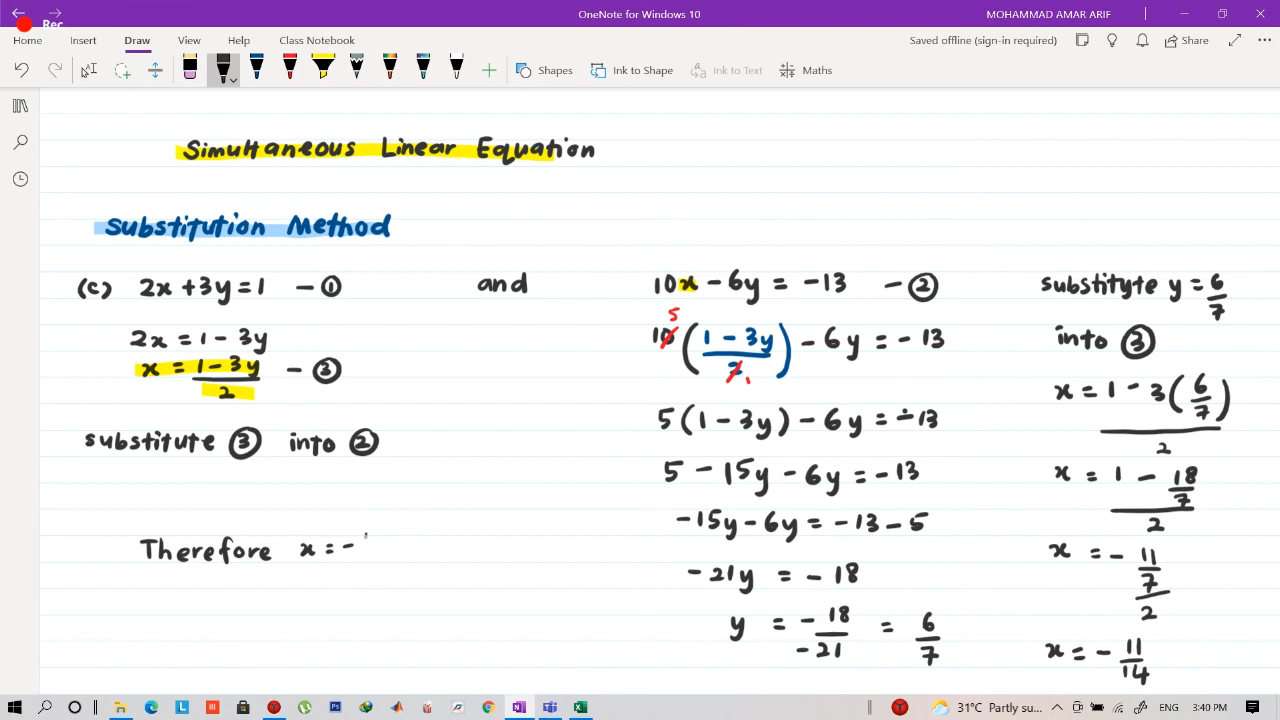 OneNote for Windows 10
MOHAMMAD AMAR ARIF
Rec
Home Insert Draw View Help Class Notebook
Saved offline (sign-in required)
Share
Shapes
Ink to Shape
Ink to Text
Maths
Simultaneous Linear Equation
Substitution Method
(c) 2x + 3y = 1 - ①
and
10x - 6y = -13 - ②
2x = 1 - 3y
x = (1 - 3y)/2 - ③
substitute ③ into ②
Therefore x = -
5
10((1 - 3y)/2) - 6y = -13
1
5(1 - 3y) - 6y = -13
5 - 15y - 6y = -13
-15y - 6y = -13 - 5
-21y = -18
y = -18/-21 = 6/7
substityte y = 6/7
into ③
x = (1 - 3(6/7))/2
x = (1 - 18/7)/2
x = -(11/7)/2
x = -11/14
31°C Partly su...
ENG
3:40 PM